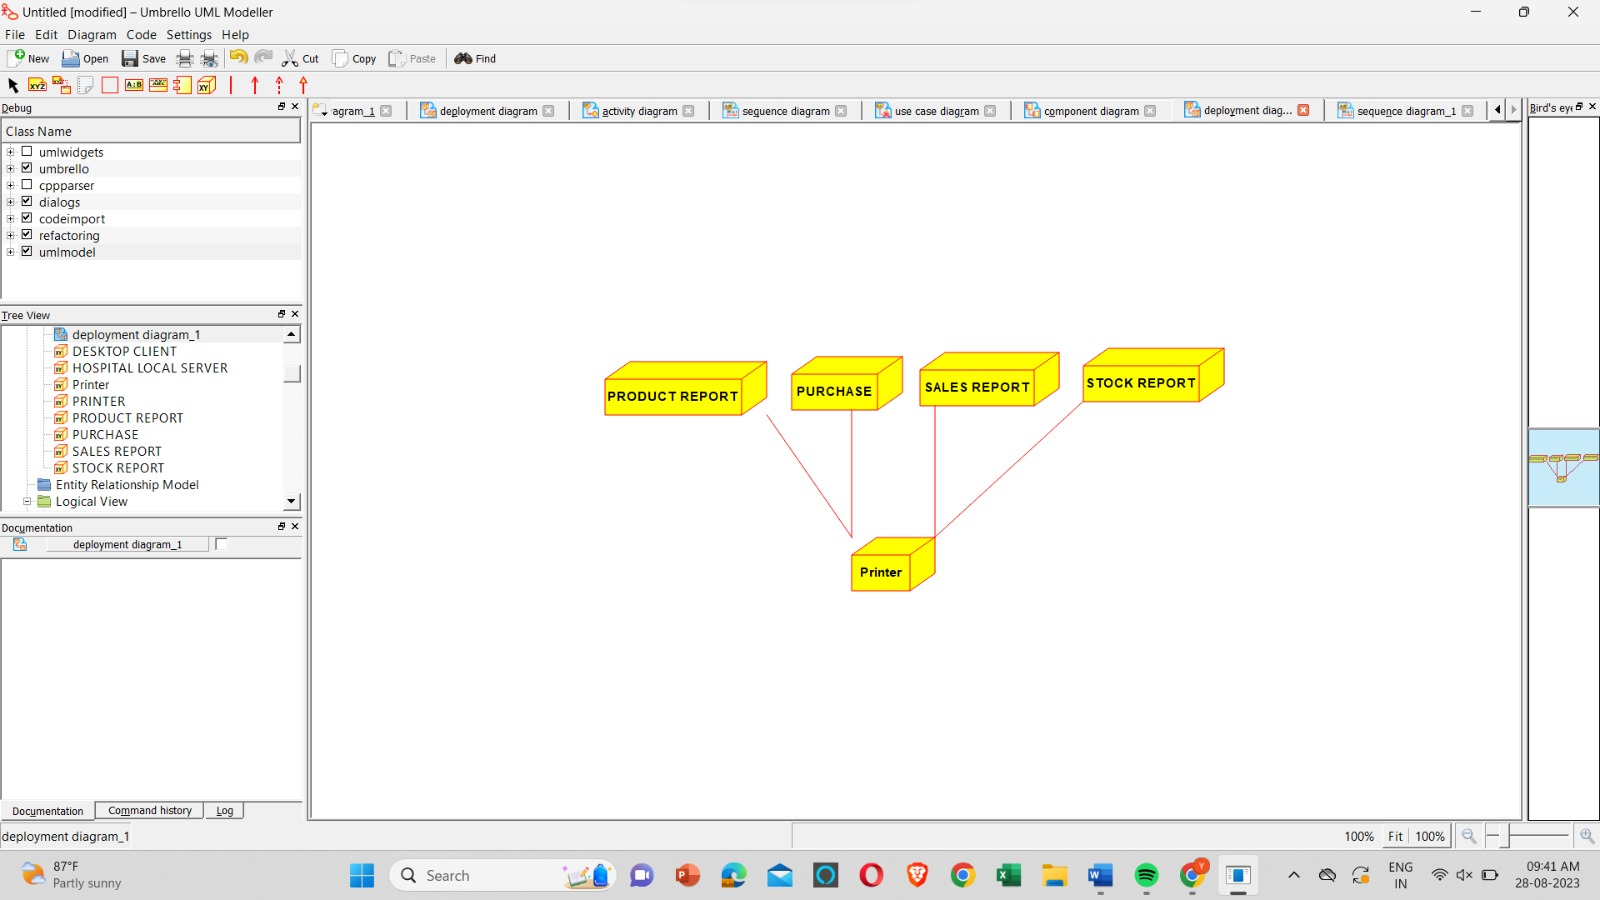 Untitled [modified] – Umbrello UML Modeller
File Edit Diagram Code Settings Help
New Open Save Cut Copy Paste Find
XYZ A:B XY
Debug
Class Name
umlwidgets
umbrello
cppparser
dialogs
codeimport
refactoring
umlmodel
Tree View
deployment diagram_1
DESKTOP CLIENT
HOSPITAL LOCAL SERVER
Printer
PRINTER
PRODUCT REPORT
PURCHASE
SALES REPORT
STOCK REPORT
Entity Relationship Model
Logical View
Documentation
deployment diagram_1
Documentation Command history Log
deployment diagram_1
agram_1 deployment diagram activity diagram sequence diagram use case diagram component diagram deployment diag... sequence diagram_1
Bird's eye
PRODUCT REPORT
PURCHASE
SALES REPORT
STOCK REPORT
Printer
100% Fit 100%
87°F
Partly sunny
Search
ENG
IN
09:41 AM
28-08-2023